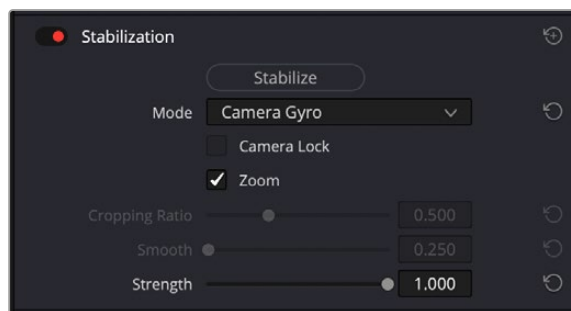 Stabilization
Stabilize
Mode Camera Gyro
Camera Lock
Zoom
Cropping Ratio 0.500
Smooth 0.250
Strength 1.000